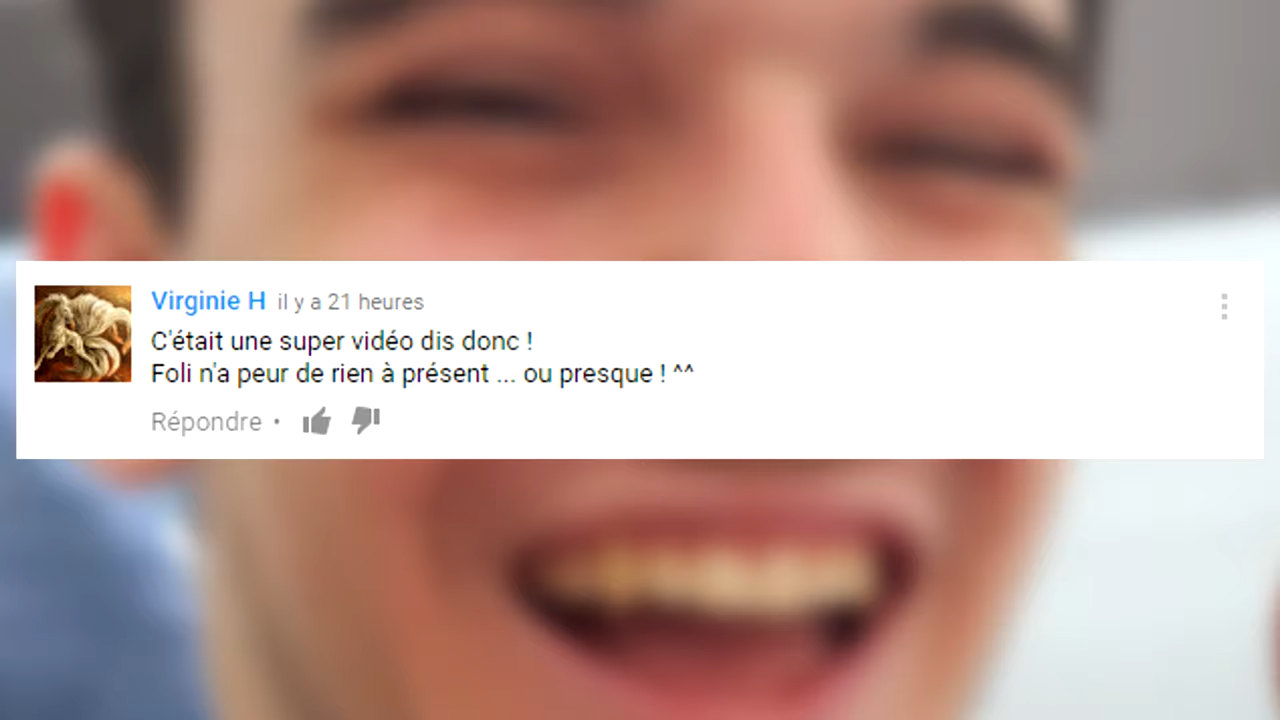 Virginie H il y a 21 heures
C'était une super vidéo dis donc !
Foli n'a peur de rien à présent ... ou presque ! ^^
Répondre •